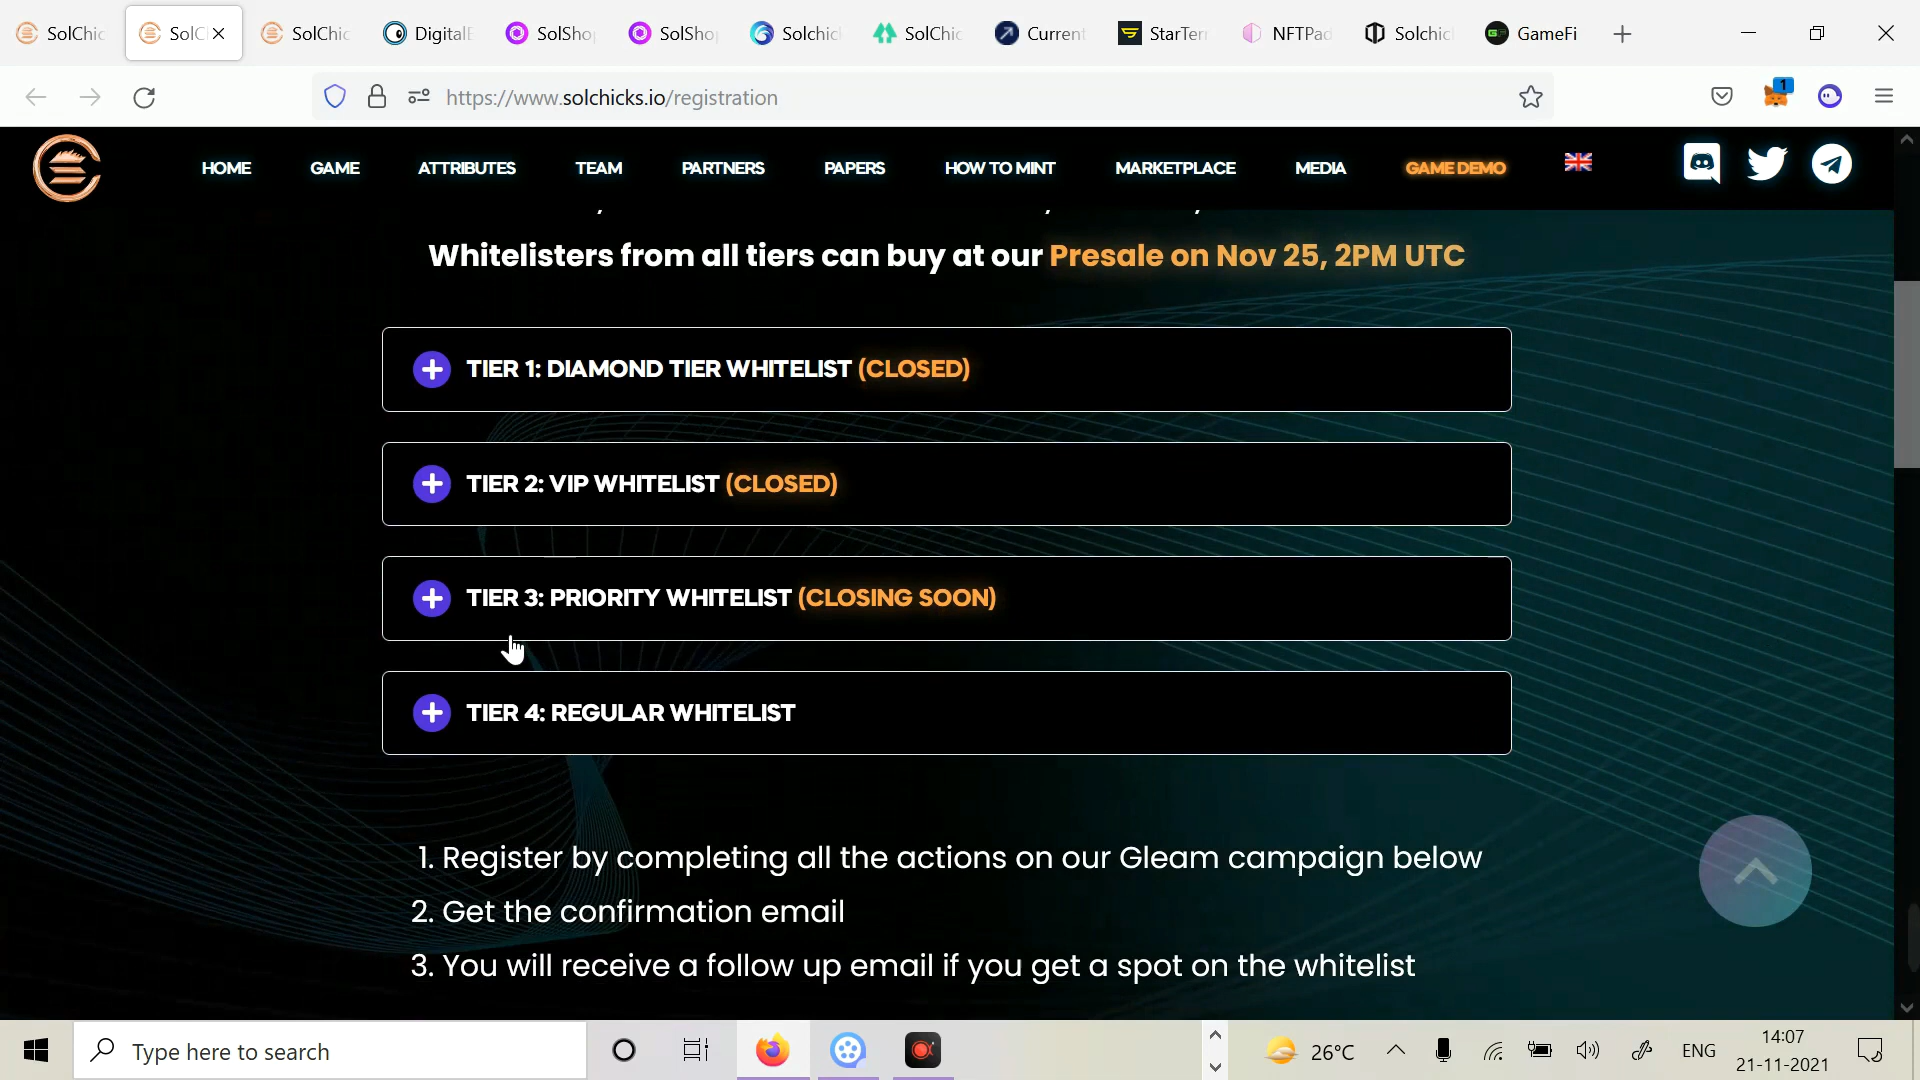 SolChic
SolC
SolChic
DigitalE
SolSho
SolSho
Solchic
SolChic
Current
StarTer
NFTPad
Solchic
GameFi
https://www.solchicks.io/registration
1
HOME
GAME
ATTRIBUTES
TEAM
PARTNERS
PAPERS
HOW TO MINT
MARKETPLACE
MEDIA
GAME DEMO
Whitelisters from all tiers can buy at our Presale on Nov 25, 2PM UTC
TIER 1: DIAMOND TIER WHITELIST (CLOSED)
TIER 2: VIP WHITELIST (CLOSED)
TIER 3: PRIORITY WHITELIST (CLOSING SOON)
TIER 4: REGULAR WHITELIST
1. Register by completing all the actions on our Gleam campaign below
2. Get the confirmation email
3. You will receive a follow up email if you get a spot on the whitelist
Type here to search
26°C
ENG
14:07
21-11-2021